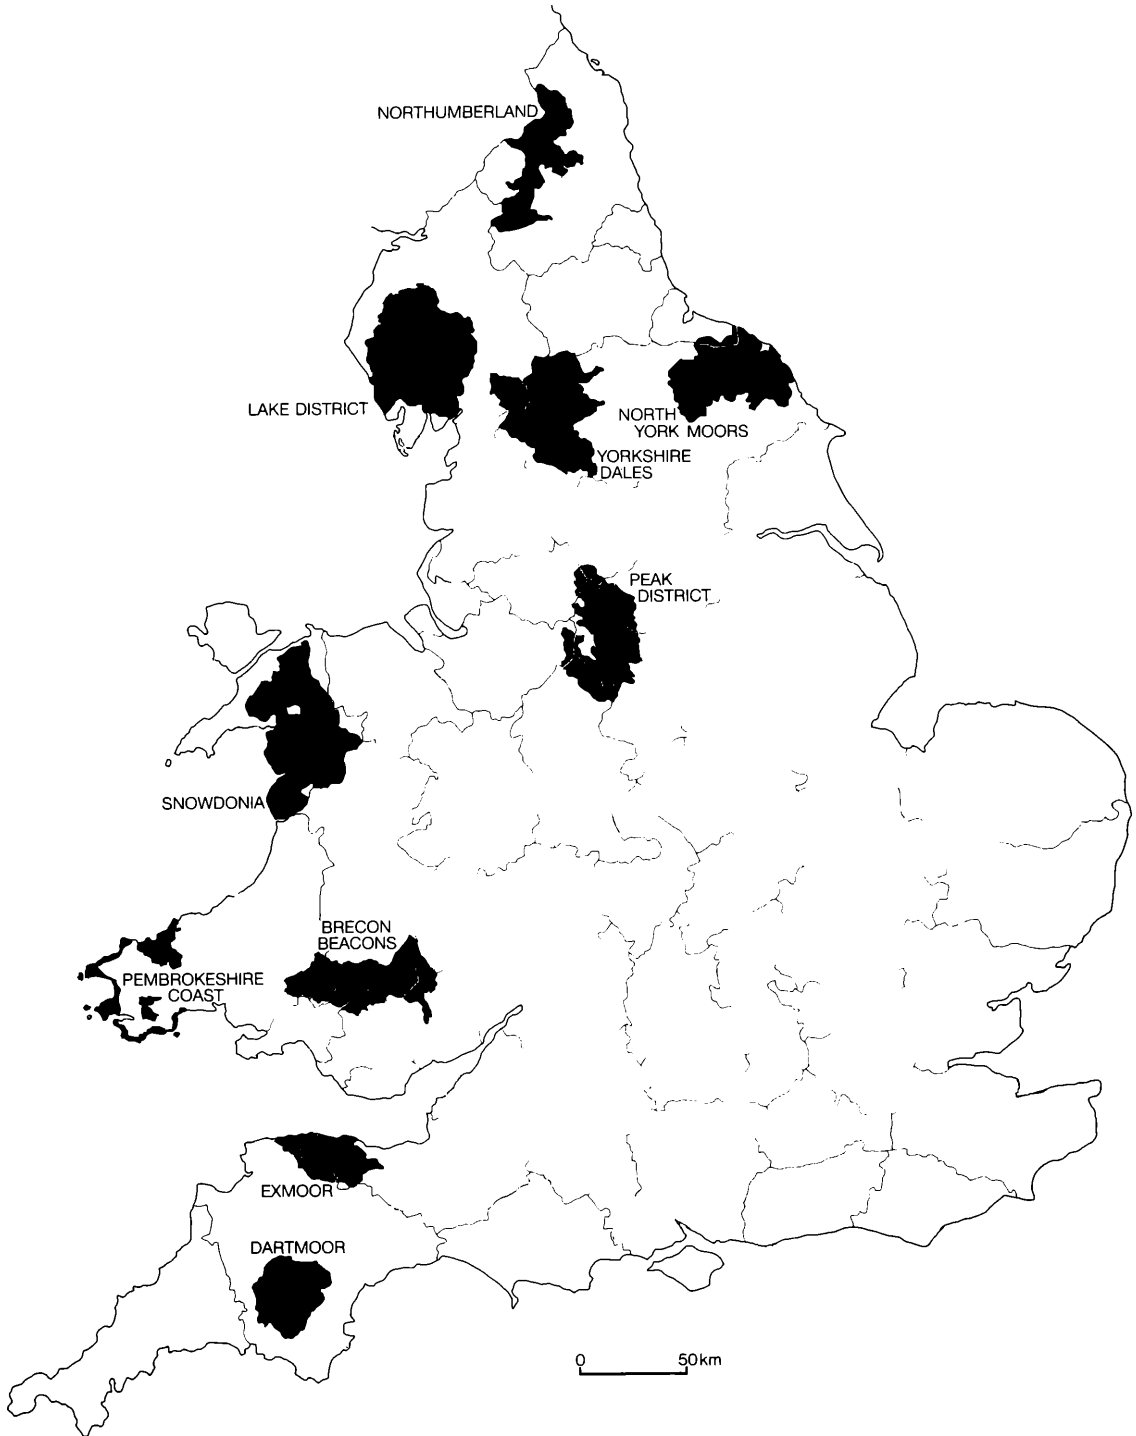 NORTHUMBERLAND
LAKE DISTRICT
NORTH
YORK MOORS
YORKSHIRE
DALES
PEAK
DISTRICT
SNOWDONIA
BRECON
BEACONS
PEMBROKESHIRE
COAST
EXMOOR
DARTMOOR
0 50km